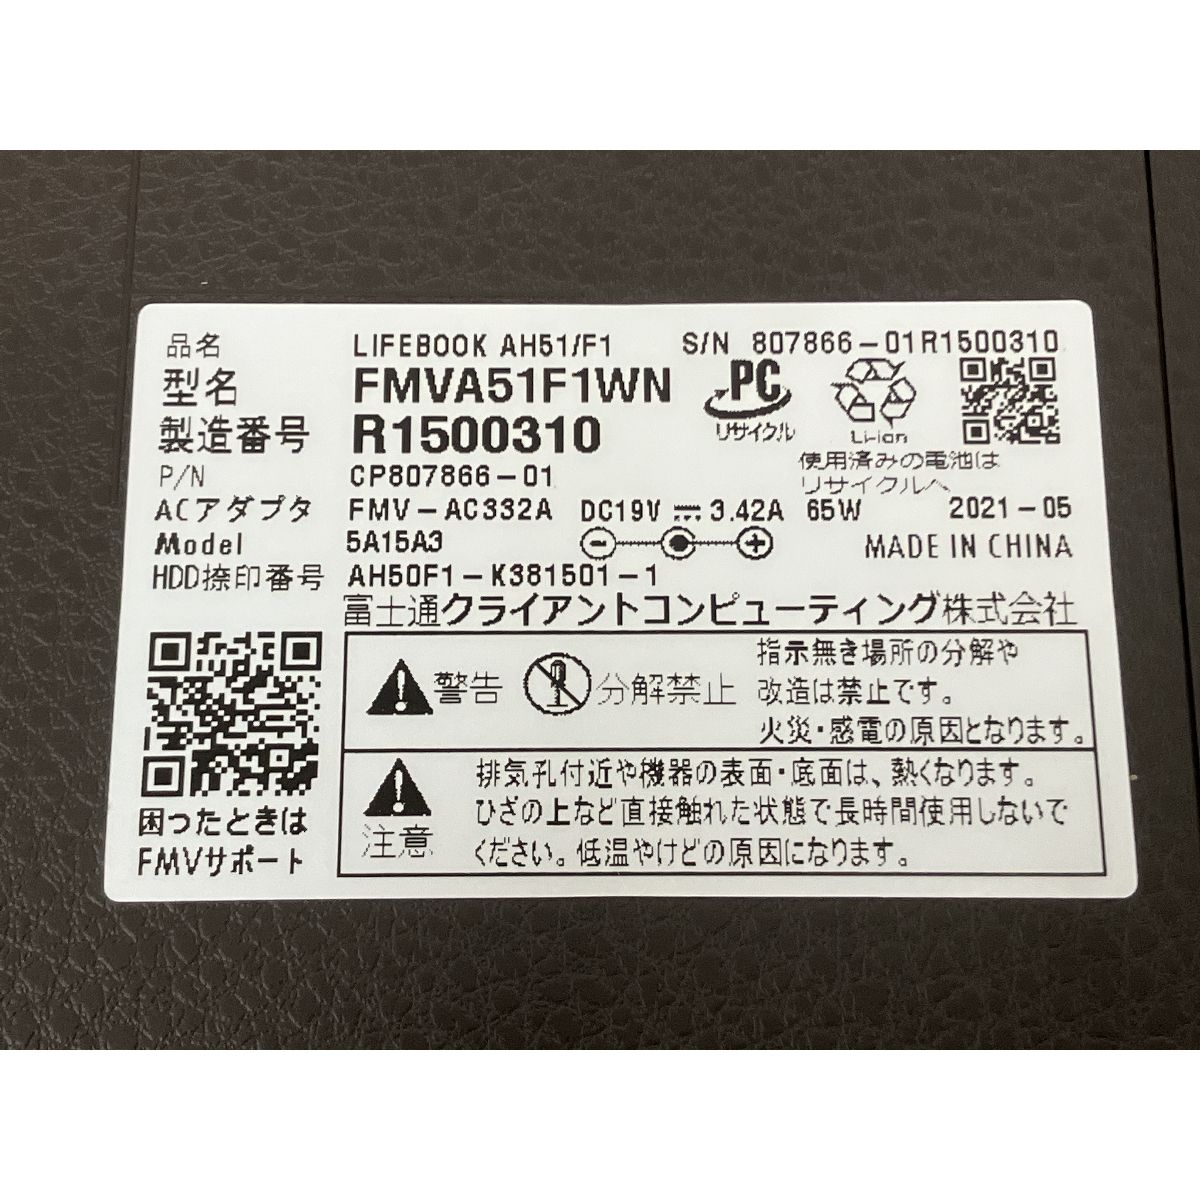 品名 LIFEBOOK AH51/F1 S/N 807866-01R1500310
型名 FMVA51F1WN
PC
リサイクル
Li-ion
製造番号 R1500310
使用済みの電池は
リサイクルへ
P/N CP807866-01
ACアダプタ FMV-AC332A DC19V 3.42A 65W 2021-05
Model 5A15A3 MADE IN CHINA
HDD捺印番号 AH50F1-K381501-1
富士通クライアントコンピューティング株式会社
警告 分解禁止
指示無き場所の分解や
改造は禁止です。
火災・感電の原因となります。
注意
排気孔付近や機器の表面・底面は、熱くなります。
ひざの上など直接触れた状態で長時間使用しないで
ください。低温やけどの原因になります。
困ったときは
FMVサポート